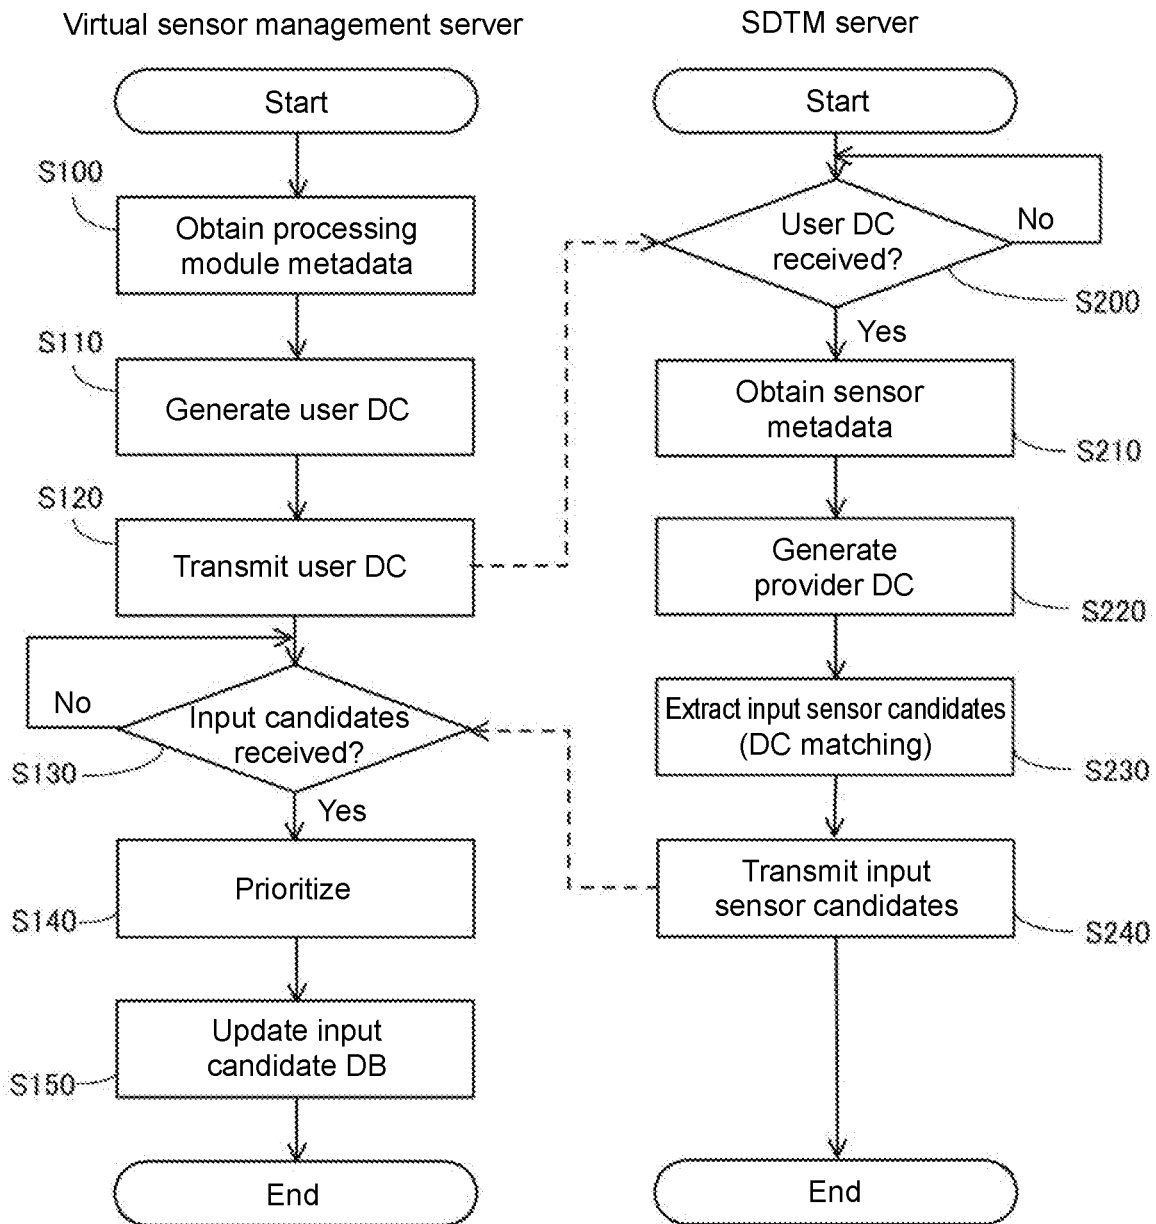 Virtual sensor management server
Start
S100
Obtain processing
module metadata
S110
Generate user DC
S120
Transmit user DC
No
Input candidates
received?
S130
Yes
Prioritize
S140
Update input
candidate DB
S150
End
SDTM server
Start
User DC
received?
No
S200
Yes
Obtain sensor
metadata
S210
Generate
provider DC
S220
Extract input sensor candidates
(DC matching)
S230
Transmit input
sensor candidates
S240
End